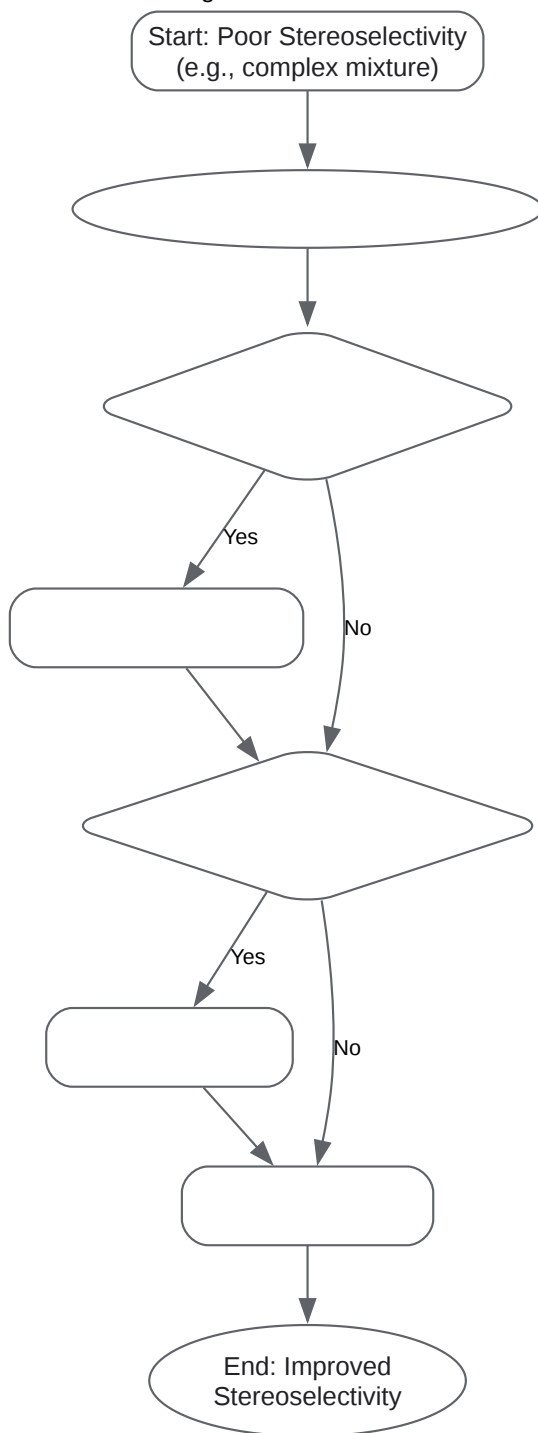 Start: Poor Stereoselectivity
(e.g., complex mixture)
Yes
No
Yes
No
End: Improved
Stereoselectivity